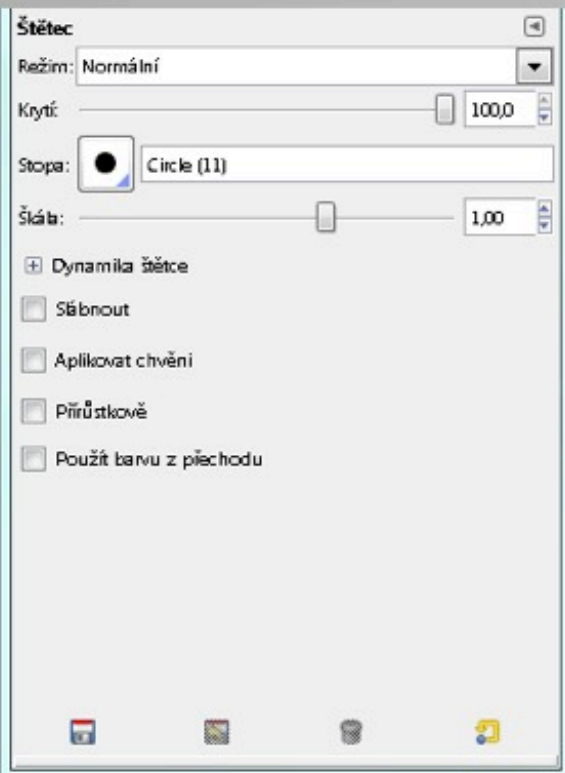 Štětec
Režim: Normální
Krytí: 100,0
Stopa: Circle (11)
Škála: 1,00
Dynamika štětce
Slábnout
Aplikovat chvění
Přírůstkově
Použít barvu z přechodu